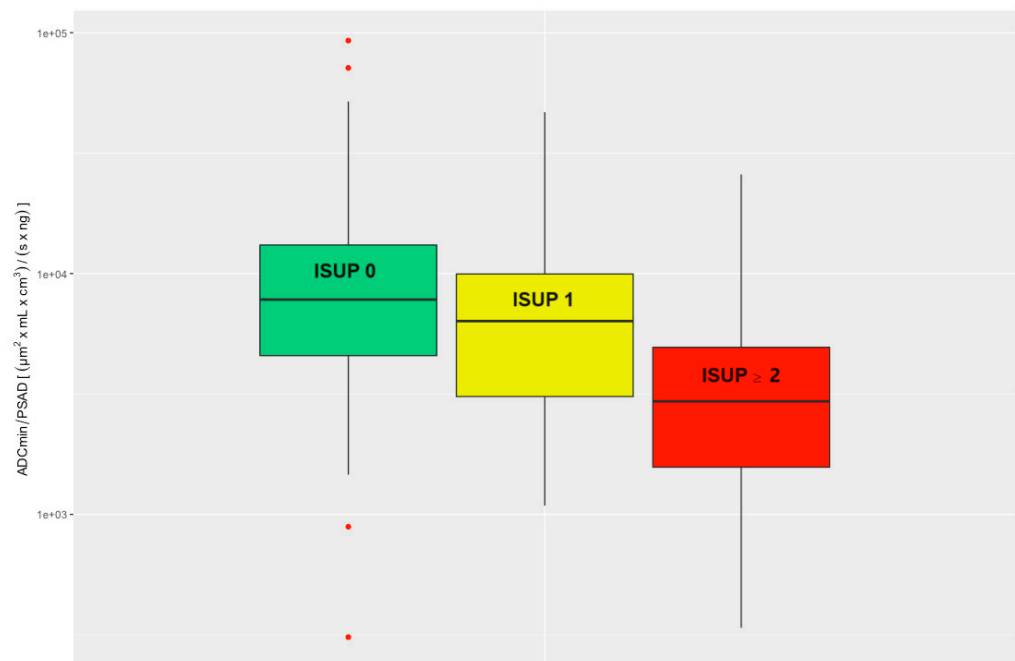 1e+05
1e+04
1e+03
ADCmin/PSAD [ (µm² x mL x cm³) / (s x ng) ]
ISUP 0
ISUP 1
ISUP ≥ 2